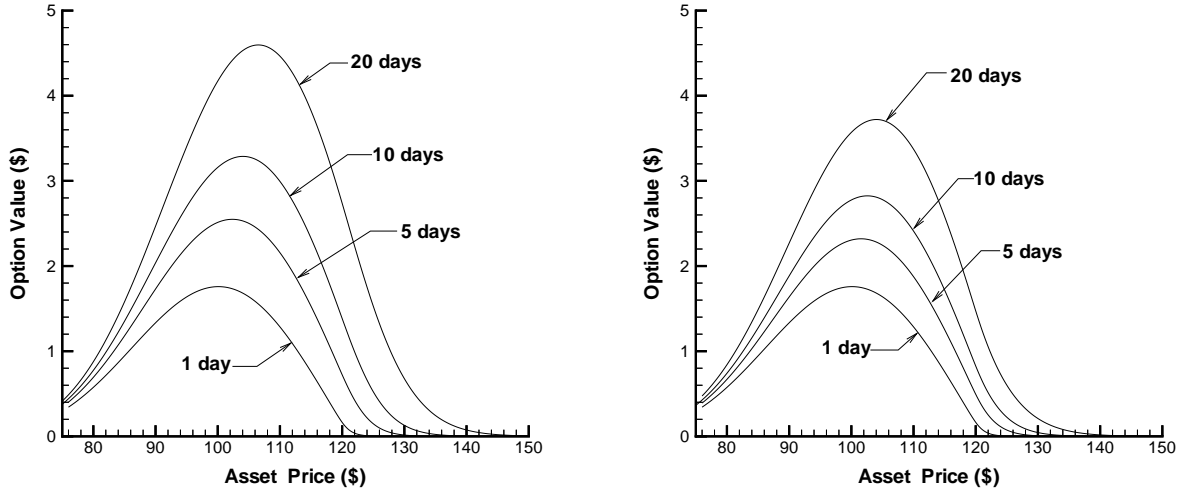 5
4
3
2
1
0
Option Value ($)
20 days
10 days
5 days
1 day
80 90 100 110 120 130 140 150
Asset Price ($)
5
4
3
2
1
0
Option Value ($)
20 days
10 days
5 days
1 day
80 90 100 110 120 130 140 150
Asset Price ($)